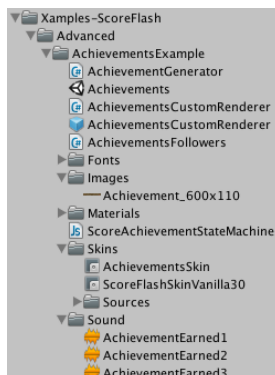 Xamples-ScoreFlash
Advanced
AchievementsExample
AchievementGenerator
Achievements
AchievementsCustomRenderer
AchievementsCustomRenderer
AchievementsFollowers
Fonts
Images
Achievement_600x110
Materials
ScoreAchievementStateMachine
Skins
AchievementsSkin
ScoreFlashSkinVanilla30
Sources
Sound
AchievementEarned1
AchievementEarned2
AchievementEarned3